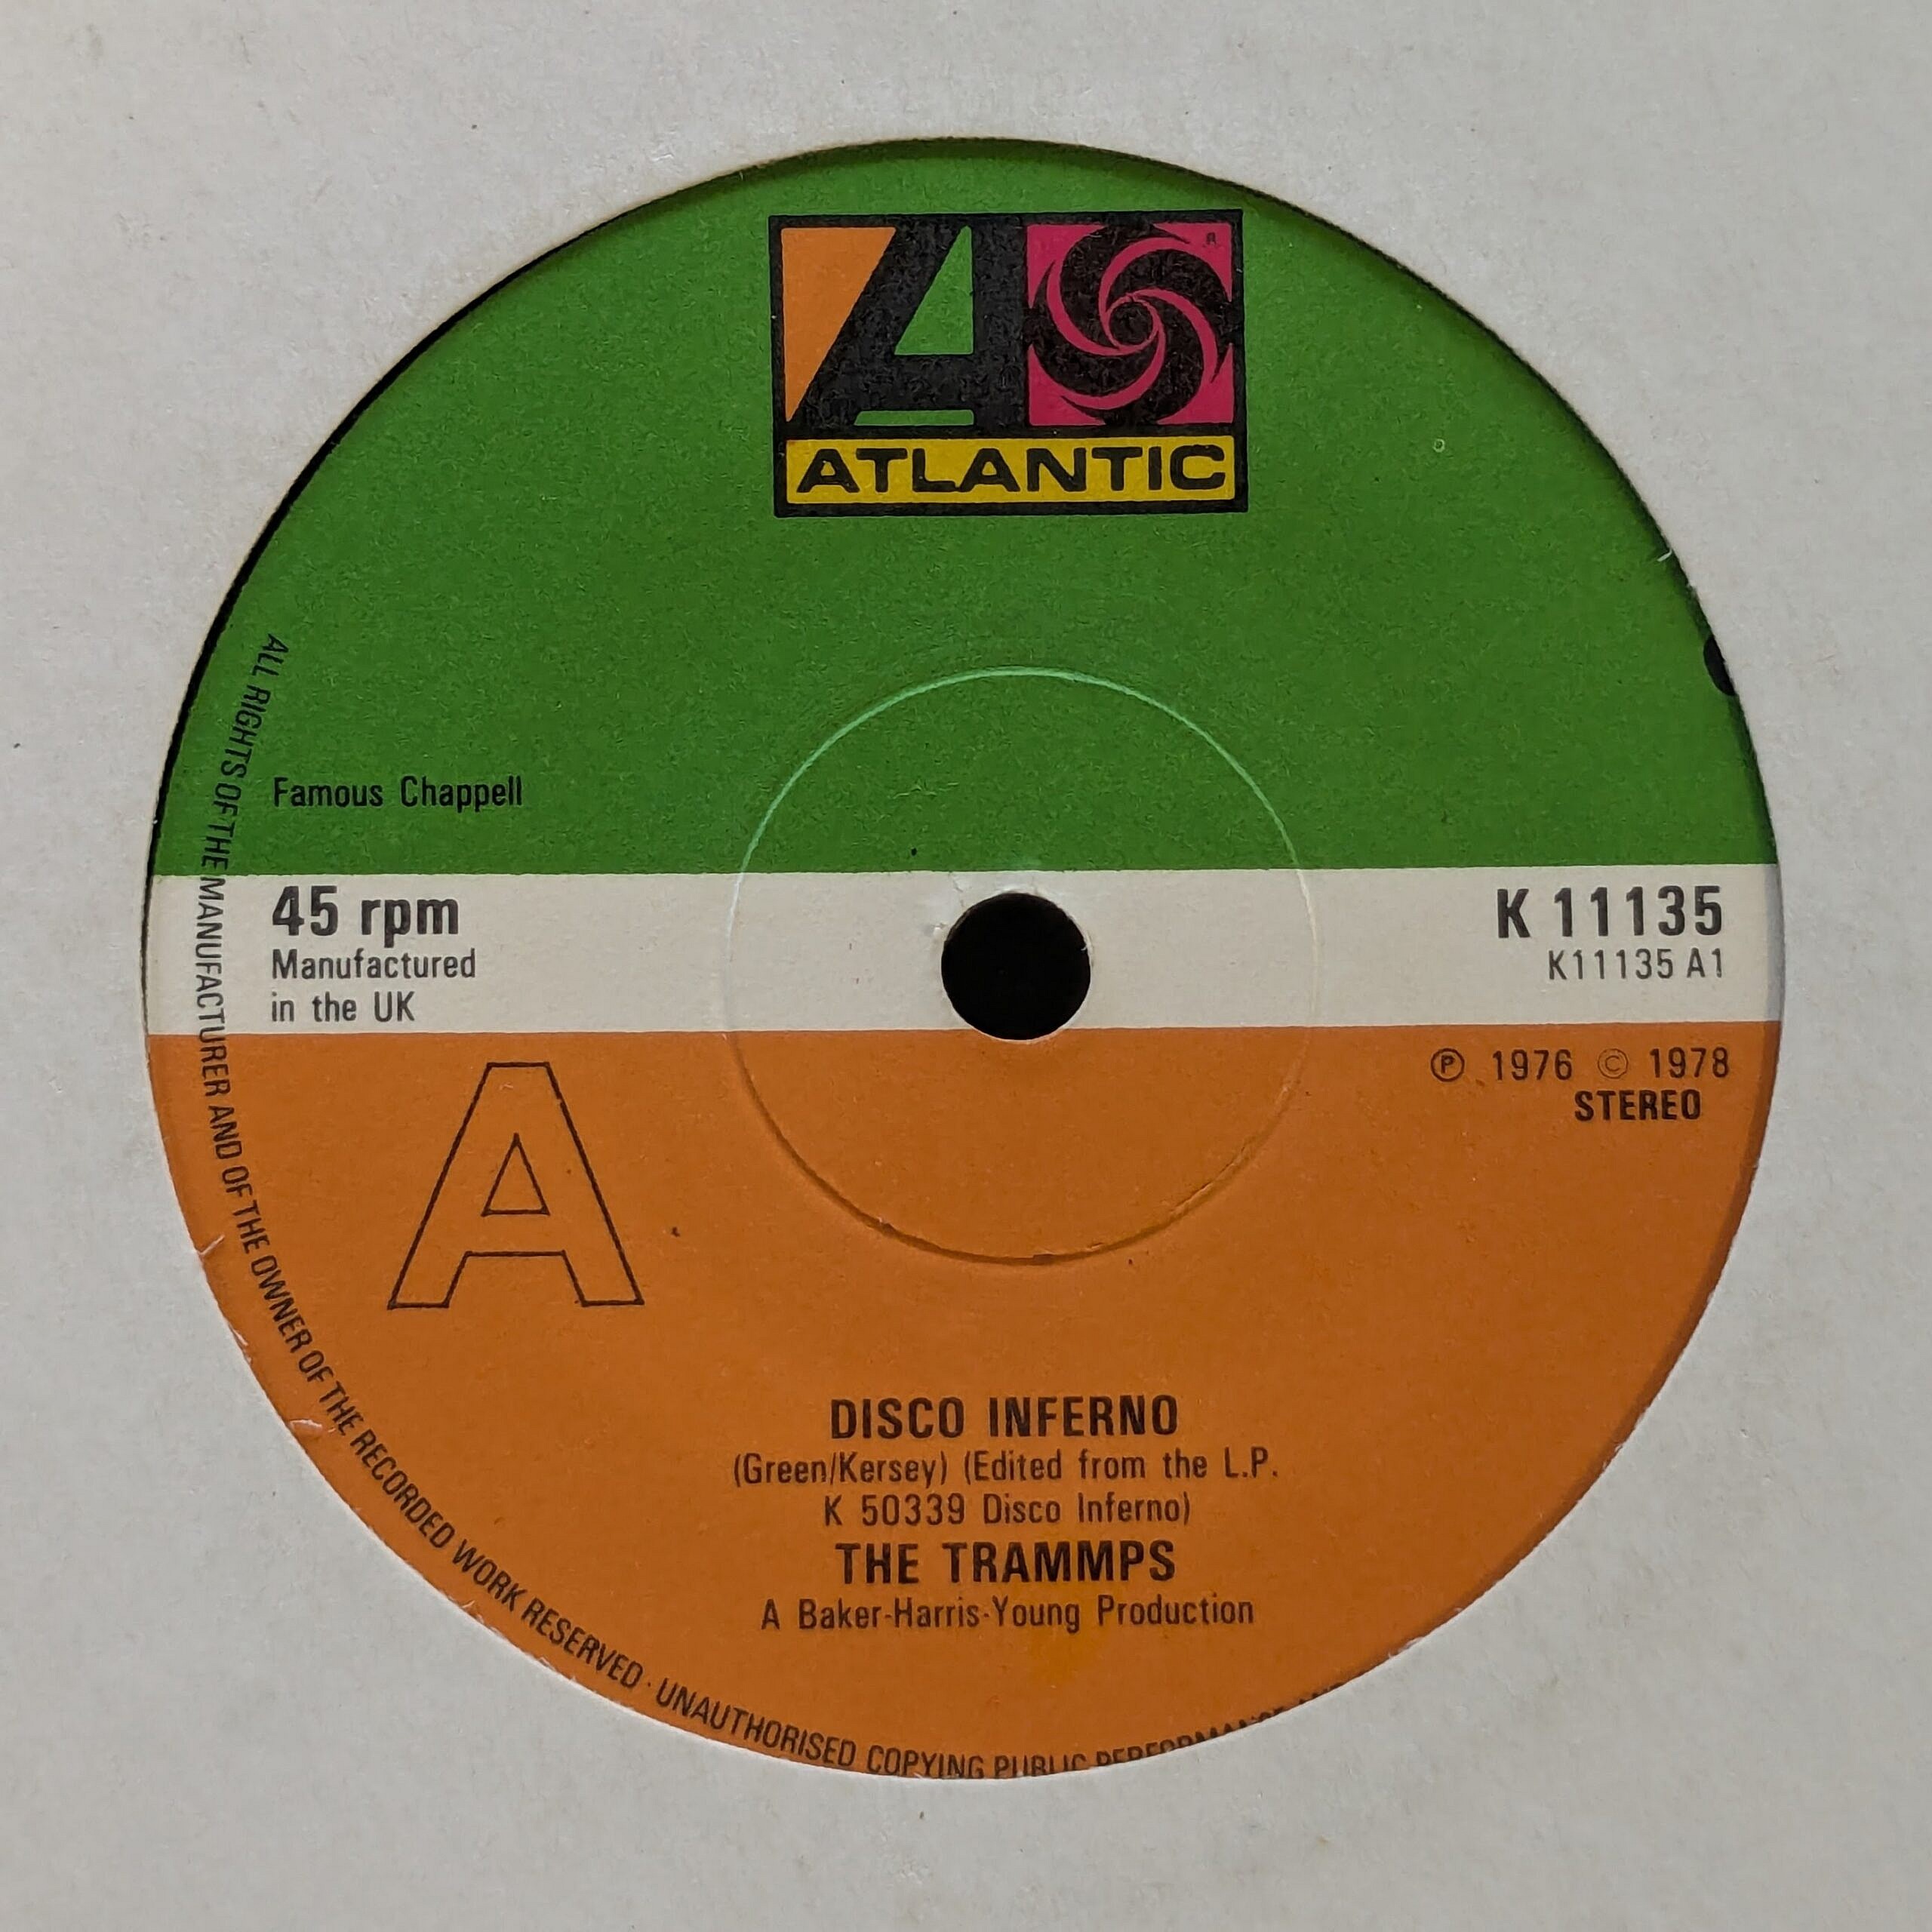 ATLANTIC
Famous Chappell
45 rpm
Manufactured
in the UK
K 11135
K11135 A1
℗ 1976 © 1978
STEREO
A
DISCO INFERNO
(Green/Kersey) (Edited from the L.P.
K 50339 Disco Inferno)
THE TRAMMPS
A Baker-Harris-Young Production
ALL RIGHTS OF THE MANUFACTURER AND OF THE OWNER OF THE RECORDED WORK RESERVED · UNAUTHORISED COPYING PUBLIC PERFORMANCE